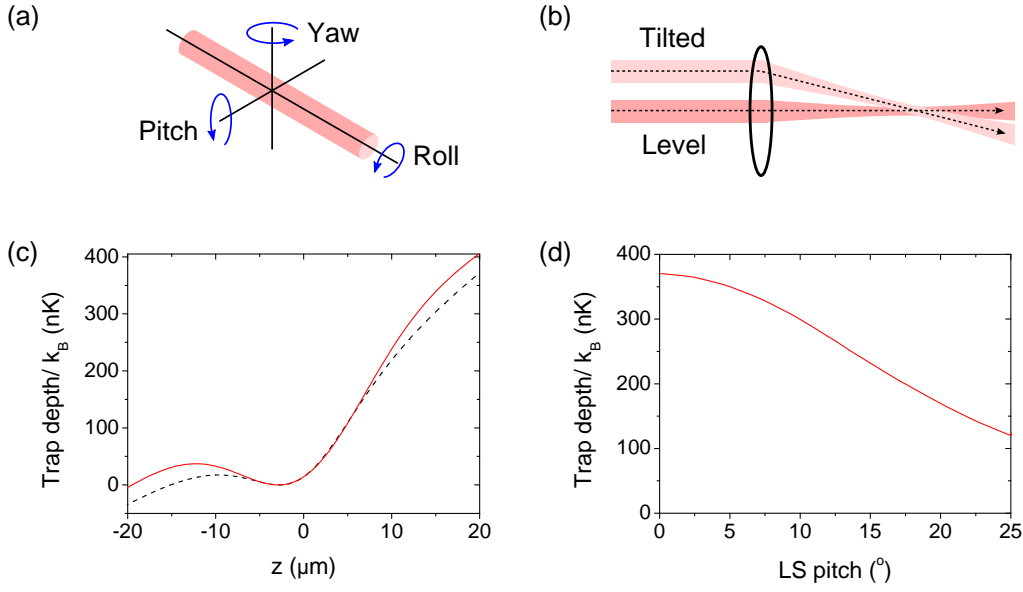 (a)
Yaw
Pitch
Roll
(b)
Tilted
Level
(c)
Trap depth/ k_B (nK)
400
300
200
100
0
-20 -10 0 10 20
z (µm)
(d)
Trap depth/ k_B (nK)
400
300
200
100
0
0 5 10 15 20 25
LS pitch (°)